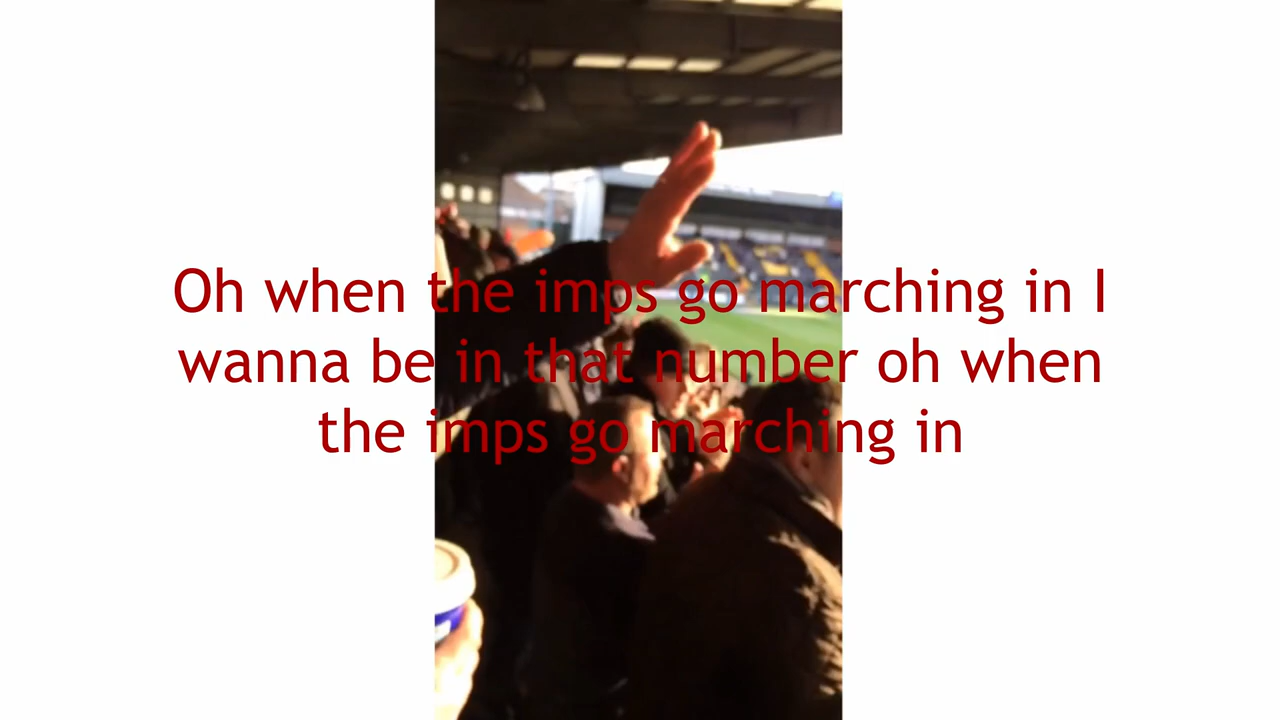 Oh when the imps go marching in I
wanna be in that number oh when
the imps go marching in